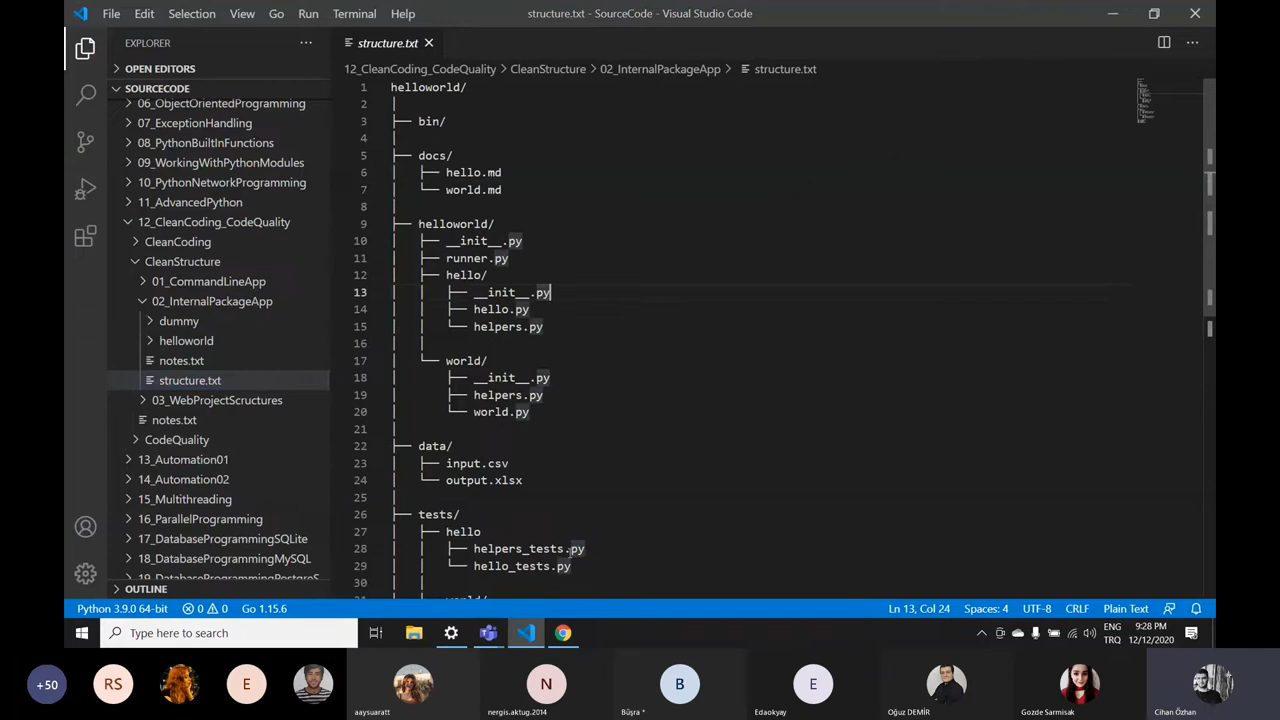 File Edit Selection View Go Run Terminal Help
structure.txt - SourceCode - Visual Studio Code
EXPLORER
structure.txt
OPEN EDITORS
12_CleanCoding_CodeQuality > CleanStructure > 02_InternalPackageApp > structure.txt
SOURCECODE
06_ObjectOrientedProgramming
07_ExceptionHandling
08_PythonBuiltInFunctions
09_WorkingWithPythonModules
10_PythonNetworkProgramming
11_AdvancedPython
12_CleanCoding_CodeQuality
CleanCoding
CleanStructure
01_CommandLineApp
02_InternalPackageApp
dummy
helloworld
notes.txt
structure.txt
03_WebProjectScructures
notes.txt
CodeQuality
13_Automation01
14_Automation02
15_Multithreading
16_ParallelProgramming
17_DatabaseProgrammingSQLite
18_DatabaseProgrammingMySQL
19_DatabaseProgrammingPostgreS
OUTLINE
1 helloworld/
2 │
3 ├── bin/
4 │
5 ├── docs/
6 │   ├── hello.md
7 │   └── world.md
8 │
9 ├── helloworld/
10 │   ├── __init__.py
11 │   ├── runner.py
12 │   ├── hello/
13 │   │   ├── __init__.py
14 │   │   ├── hello.py
15 │   │   └── helpers.py
16 │   │
17 │   └── world/
18 │       ├── __init__.py
19 │       ├── helpers.py
20 │       └── world.py
21 │
22 ├── data/
23 │   ├── input.csv
24 │   └── output.xlsx
25 │
26 ├── tests/
27 │   ├── hello
28 │   │   ├── helpers_tests.py
29 │   │   └── hello_tests.py
30 │   │
Python 3.9.0 64-bit 0 0 Go 1.15.6 Ln 13, Col 24 Spaces: 4 UTF-8 CRLF Plain Text
Type here to search
ENG
TRQ
9:28 PM
12/12/2020
+50 RS E N B E
aaysuaratt nergis.aktug.2014 Büşra * Edaokyay Oğuz DEMİR Gozde Sarmisak Cihan Özhan